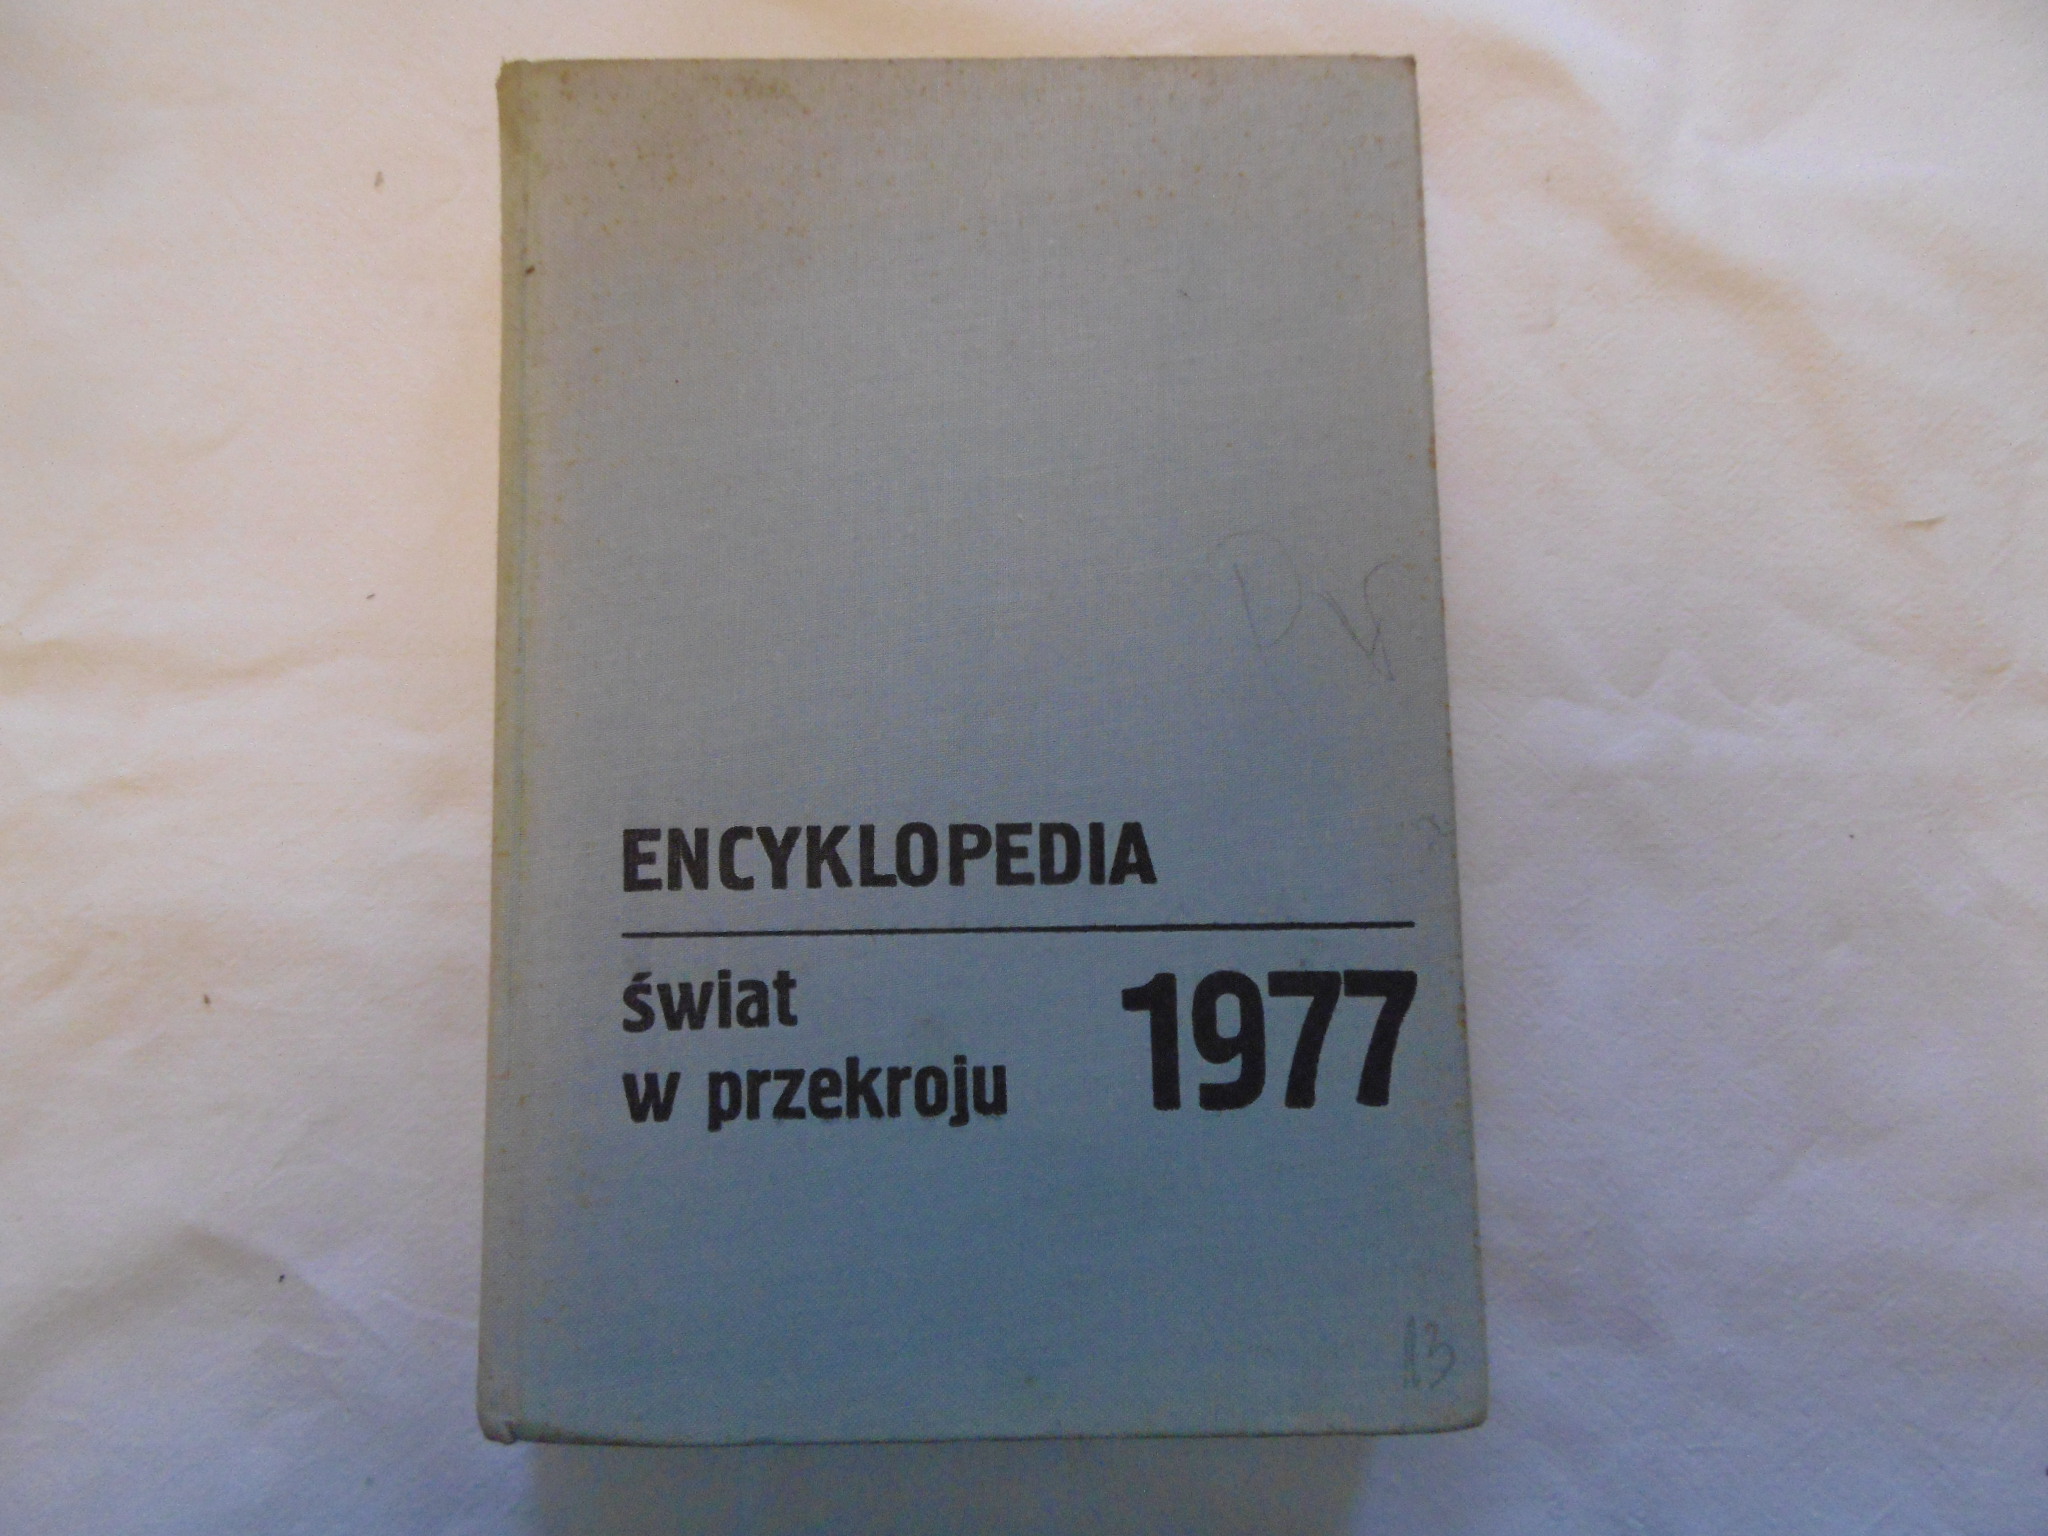 ENCYKLOPEDIA
świat
w przekroju
1977
13